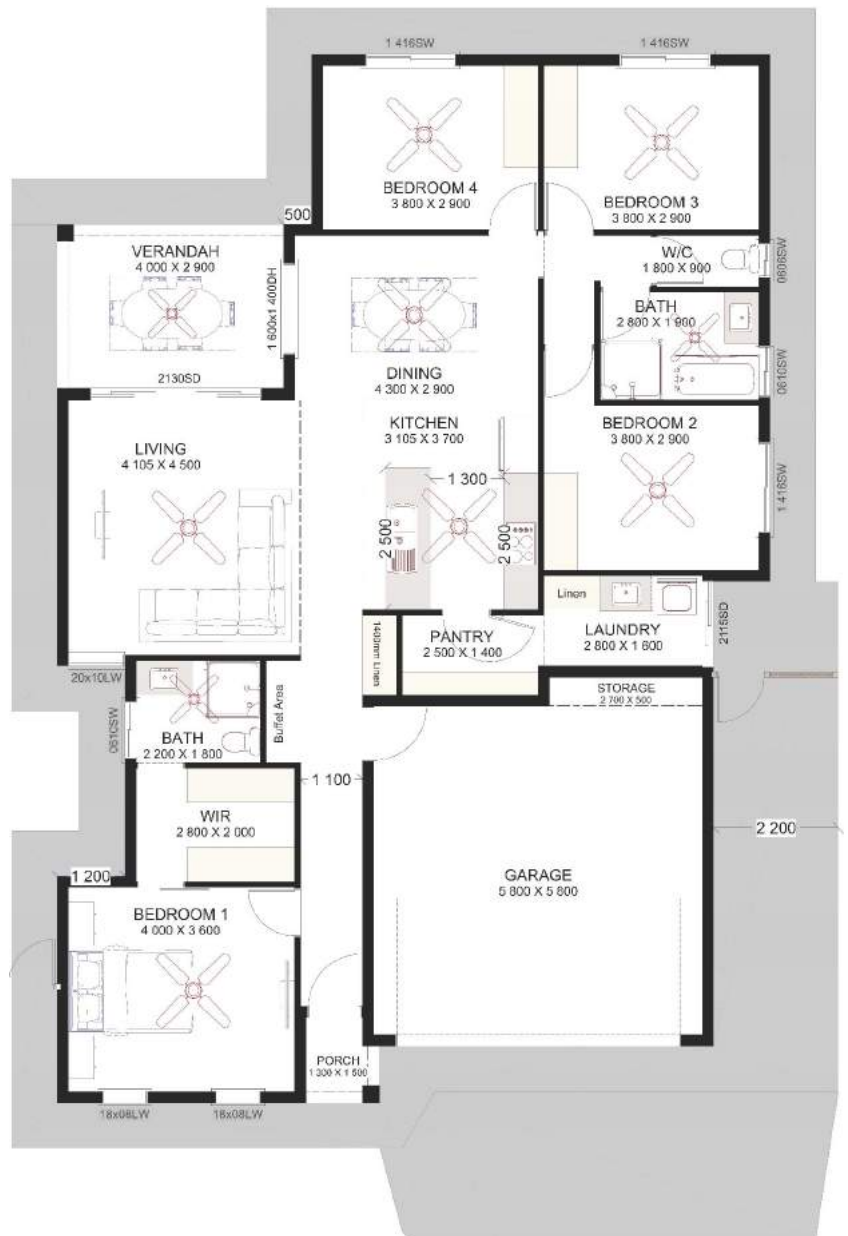 1 416SW
1 416SW
BEDROOM 4
3 800 X 2 900
BEDROOM 3
3 800 X 2 900
500
VERANDAH
4 000 X 2 900
W/C
1 800 X 900
0608SW
1 600x1 400DH
BATH
2 800 X 1 900
0610SW
2130SD
DINING
4 300 X 2 900
KITCHEN
3 105 X 3 700
BEDROOM 2
3 800 X 2 900
LIVING
4 105 X 4 500
1 416SW
1 300
2 500
2 500
Linen
LAUNDRY
2 800 X 1 600
2115SD
PANTRY
2 500 X 1 400
1400mm Linen
20x10LW
STORAGE
2 700 X 500
0610SW
BATH
2 200 X 1 800
Buffet Area
1 100
WIR
2 800 X 2 000
2 200
GARAGE
5 800 X 5 800
1 200
BEDROOM 1
4 000 X 3 600
PORCH
1 300 X 1 500
18x08LW
18x08LW